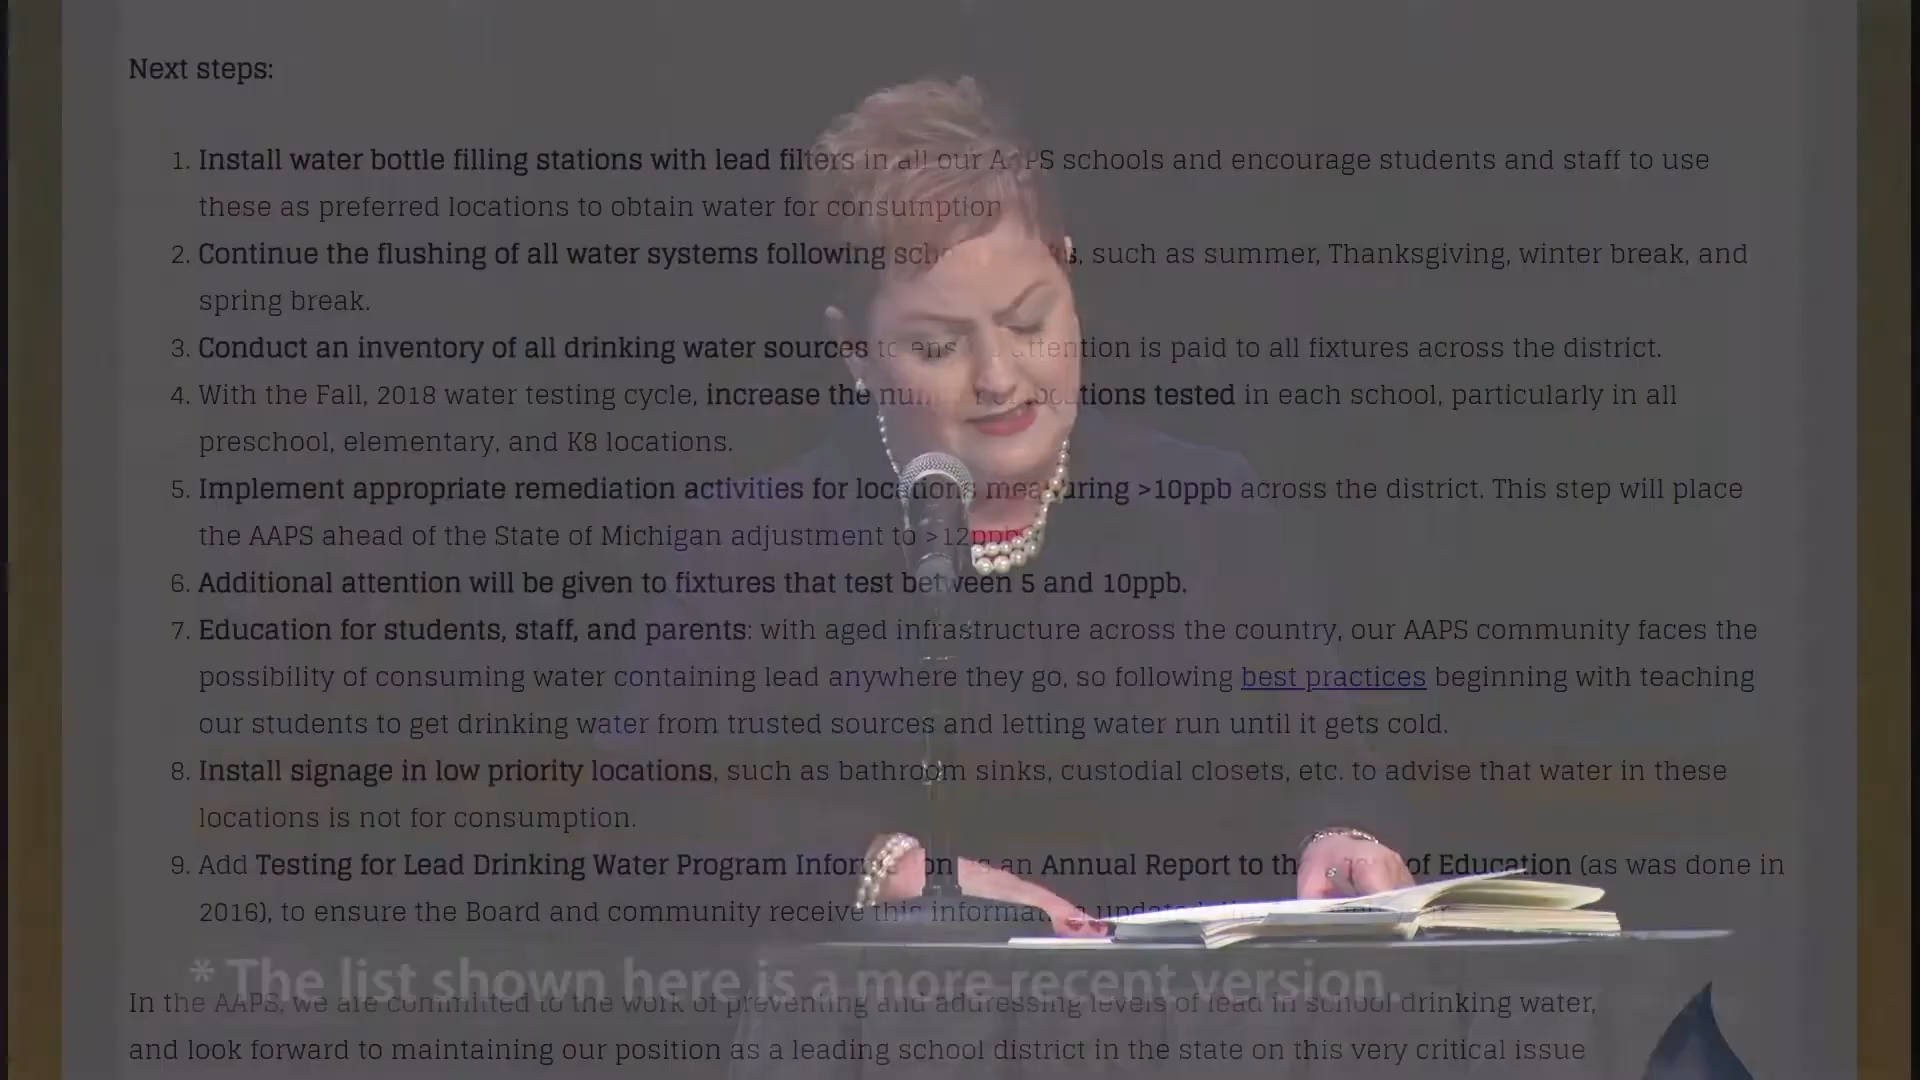 Next steps:
1. Install water bottle filling stations with lead filters in all our AAPS schools and encourage students and staff to use
these as preferred locations to obtain water for consumption
2. Continue the flushing of all water systems following such as summer, Thanksgiving, winter break, and
spring break.
3. Conduct an inventory of all drinking water sources to attention is paid to all fixtures across the district.
4. With the Fall, 2018 water testing cycle, increase the locations tested in each school, particularly in all
preschool, elementary, and K8 locations.
5. Implement appropriate remediation activities for locations measuring >10ppb across the district. This step will place
the AAPS ahead of the State of Michigan adjustment to >12ppb.
6. Additional attention will be given to fixtures that test between 5 and 10ppb.
7. Education for students, staff, and parents: with aged infrastructure across the country, our AAPS community faces the
possibility of consuming water containing lead anywhere they go, so following best practices beginning with teaching
our students to get drinking water from trusted sources and letting water run until it gets cold.
8. Install signage in low priority locations, such as bathroom sinks, custodial closets, etc. to advise that water in these
locations is not for consumption.
9. Add Testing for Lead Drinking Water Program Information as an Annual Report to the of Education (as was done in
2016), to ensure the Board and community receive this information
* The list shown here is a more recent version.
In the AAPS, we are committed to the work of preventing and addressing levels of lead in school drinking water,
and look forward to maintaining our position as a leading school district in the state on this very critical issue